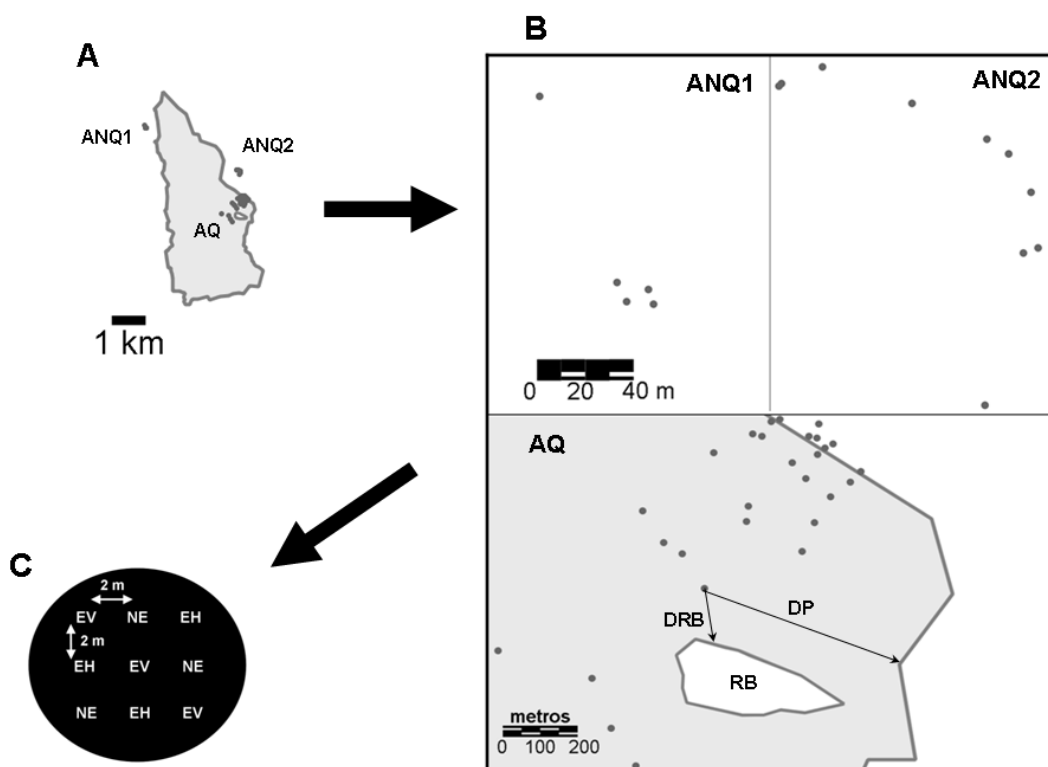 A
ANQ1
ANQ2
AQ
1 km
B
ANQ1
ANQ2
0 20 40 m
AQ
DP
DRB
RB
metros
0 100 200
C
2 m
EV NE EH
2 m
EH EV NE
NE EH EV